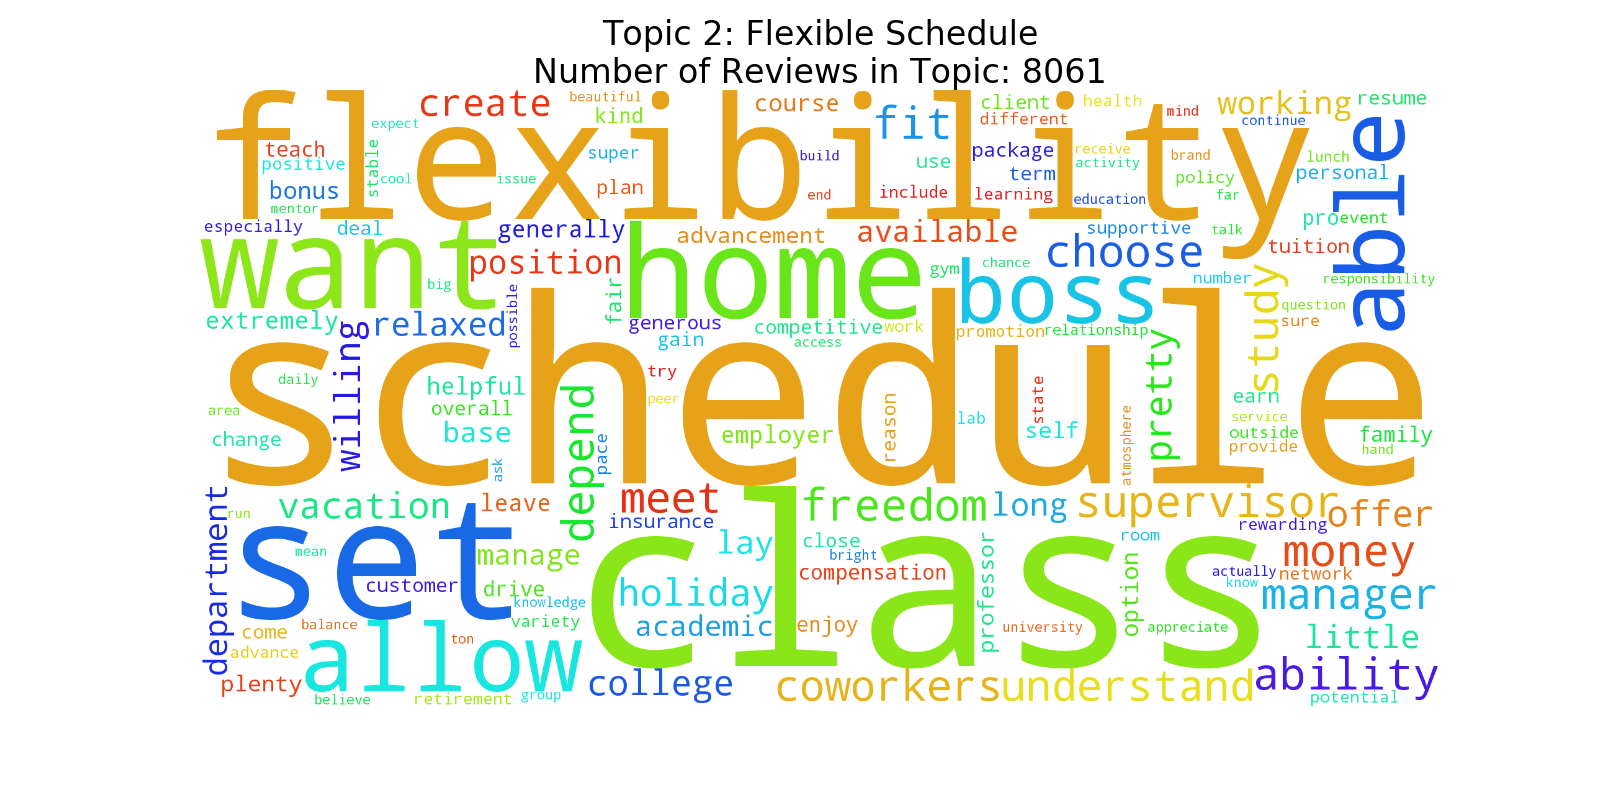 Topic 2: Flexible Schedule
Number of Reviews in Topic: 8061
flexibility
create
beautiful
kind
course
client
different
health
mind
working
continue
resume
expect
teach
positive
stable
cool
issue
super
plan
build
fit
use
package
term
receive
activity
brand
policy
lunch
personal
able
bonus
mentor
end
include
learning
education
far
especially
deal
want
generally
position
home
advancement
available
choose
supportive
talk
pro
event
tuition
big
possible
fair
gym
chance
boss
number
study
responsibility
question
sure
extremely
relaxed
generous
gain
competitive
access
work
promotion
relationship
schedule
daily
willing
helpful
overall
try
peer
state
pretty
earn
service
outside
provide
area
change
base
depend
pace
ask
employer
reason
lab
self
atmosphere
family
hand
department
run
vacation
leave
meet
insurance
freedom
long
supervisor
rewarding
offer
set
mean
manage
customer
drive
knowledge
variety
class
lay
close
bright
compensation
holiday
academic
enjoy
professor
room
option
university
appreciate
money
actually
know
network
manager
little
come
balance
advance
allow
ton
plenty
believe
retirement
group
college
coworkers
understand
ability
potential